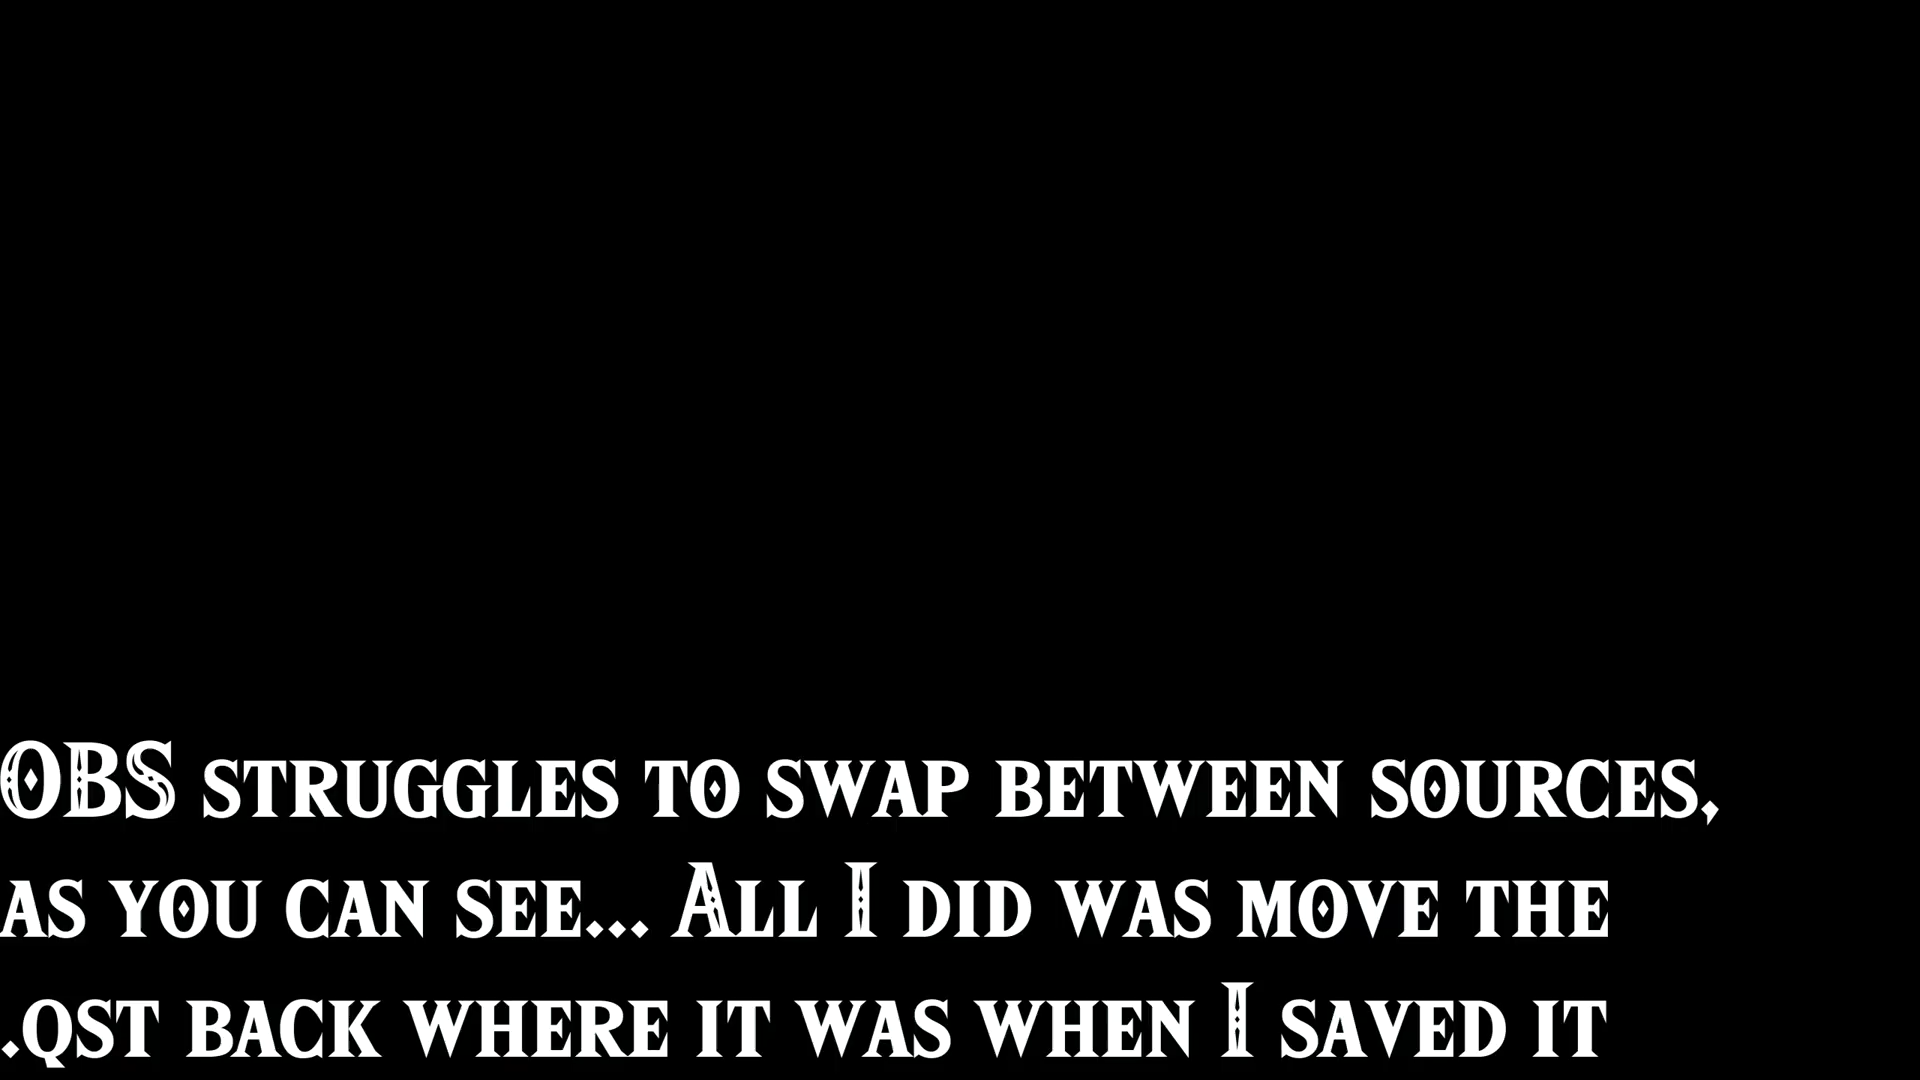 OBS struggles to swap between sources,
as you can see... All I did was move the
.qst back where it was when I saved it